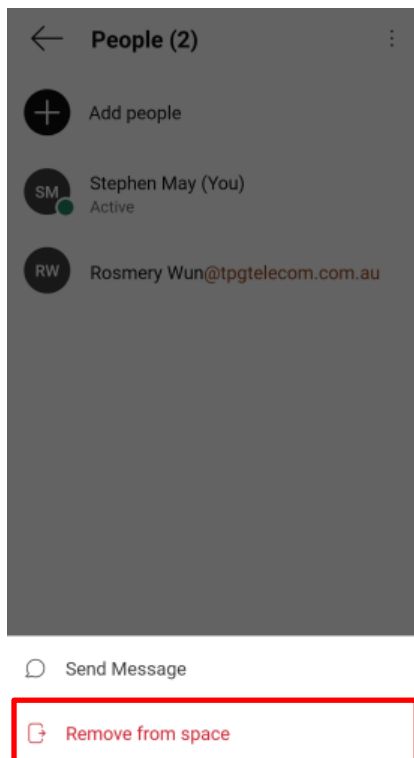 People (2)
Add people
SM
Stephen May (You)
Active
RW
Rosmery Wun@tpgtelecom.com.au
Send Message
Remove from space